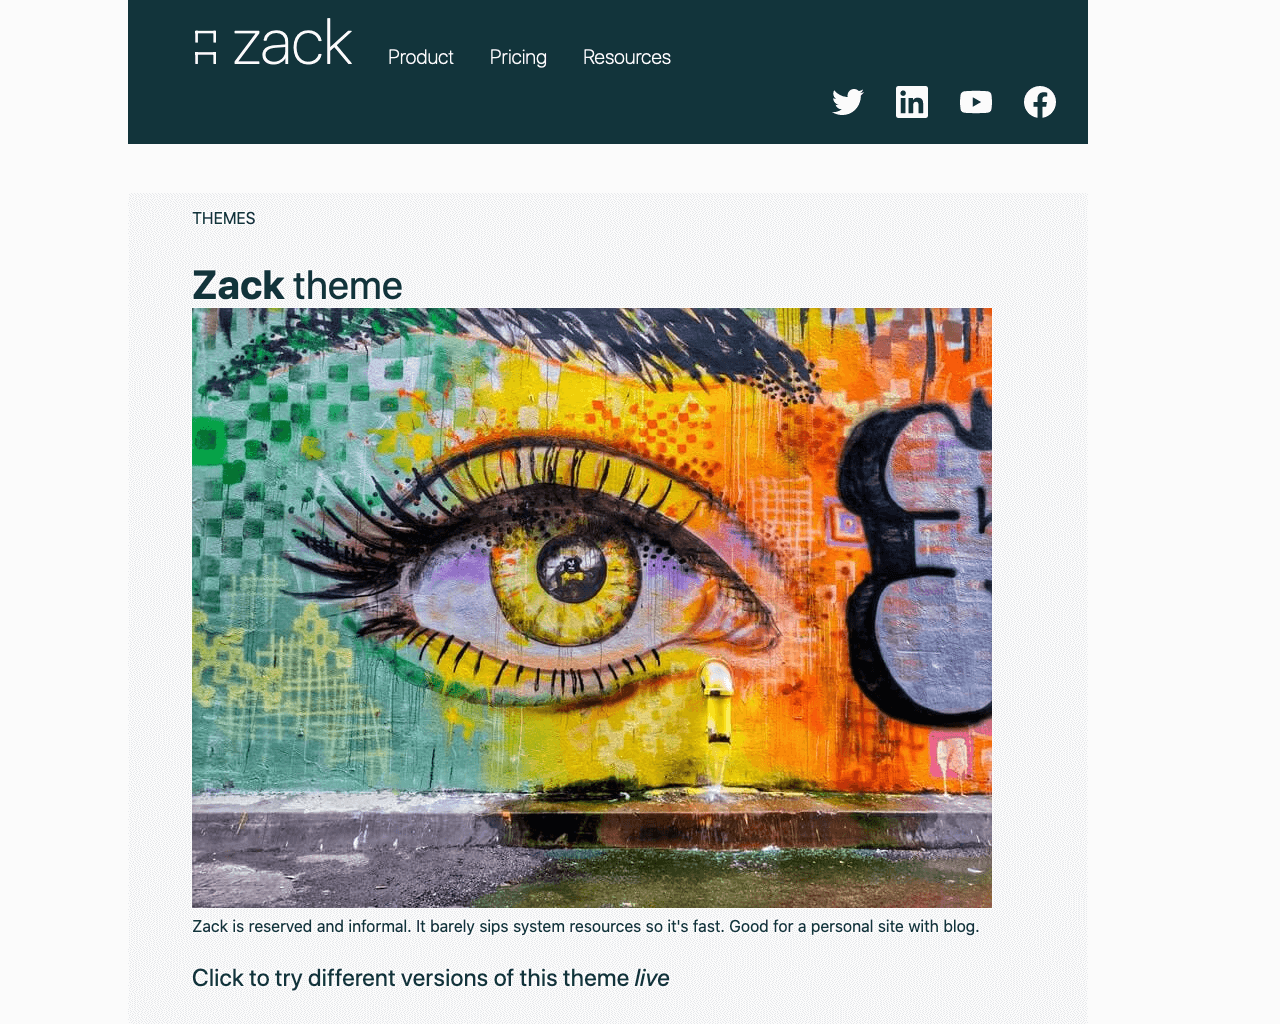 zack
Product Pricing Resources
THEMES
Zack theme
Zack is reserved and informal. It barely sips system resources so it's fast. Good for a personal site with blog.
Click to try different versions of this theme live